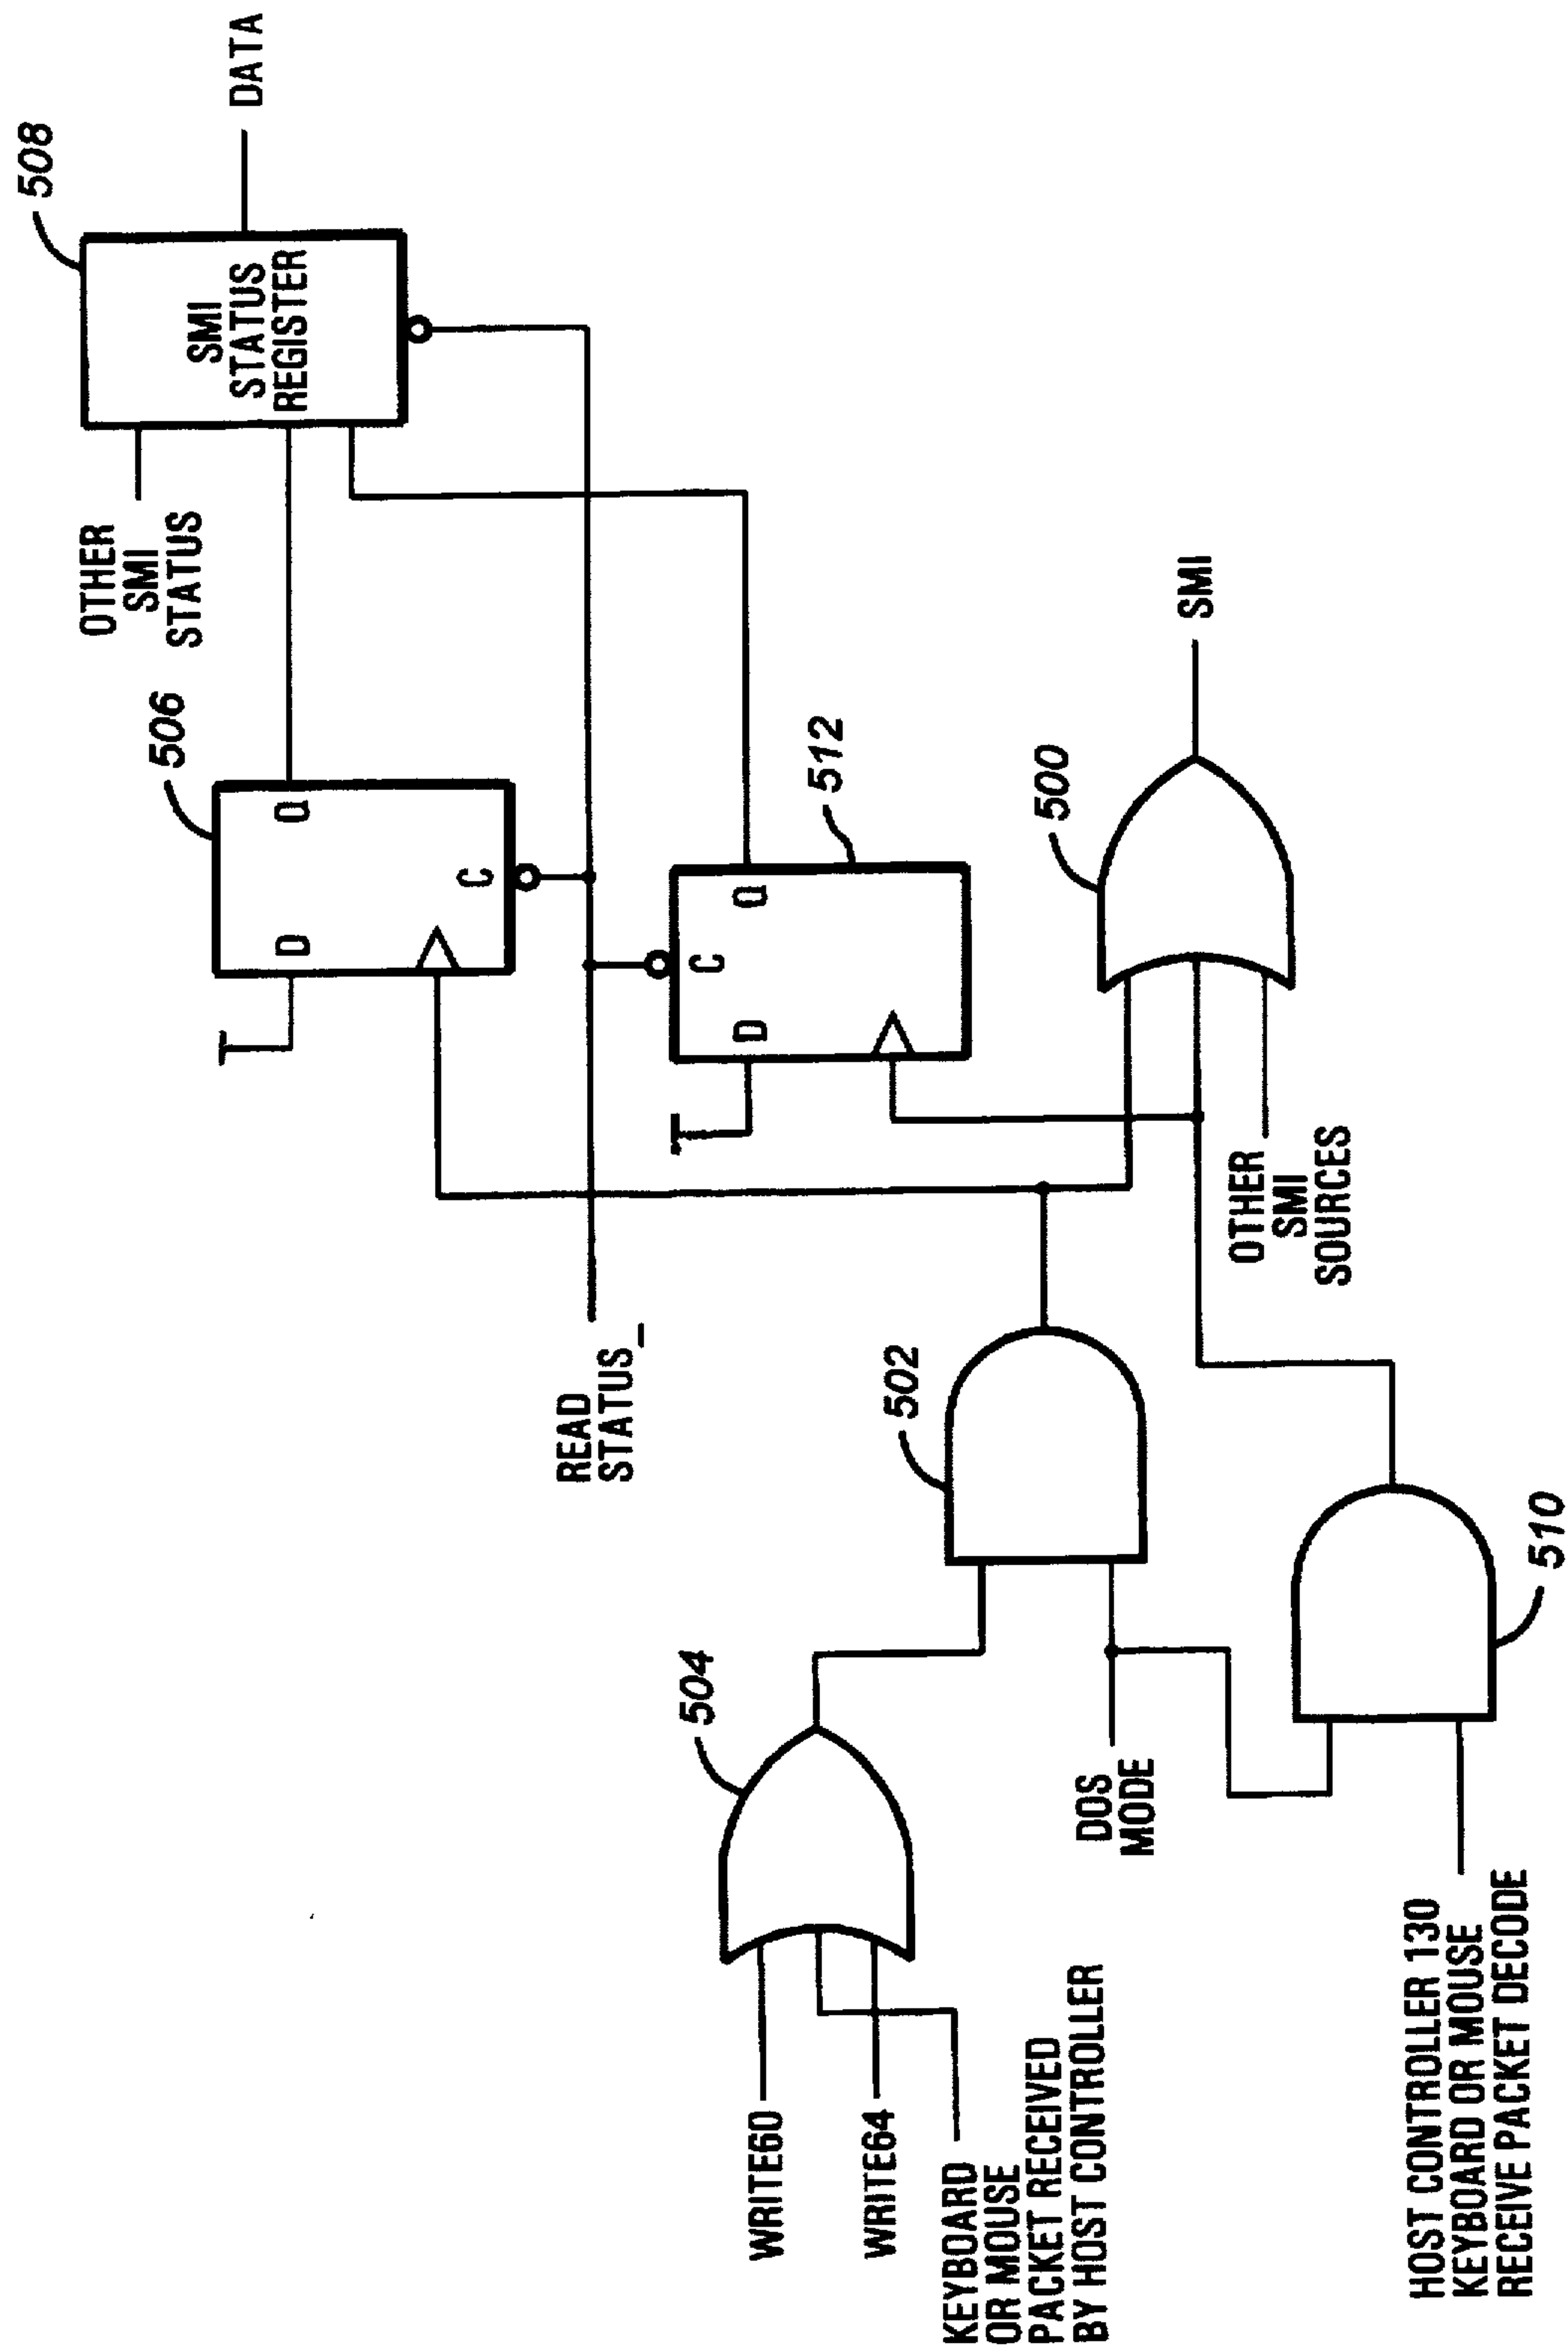 508
DATA
SMI
STATUS
REGISTER
OTHER
SMI
STATUS
506
D
Q
C
READ
STATUS_
512
D
Q
C
500
SMI
OTHER
SMI
SOURCES
502
504
WRITE60
WRITE64
KEYBOARD
OR MOUSE
PACKET RECEIVED
BY HOST CONTROLLER
DOS
MODE
510
HOST CONTROLLER 130
KEYBOARD OR MOUSE
RECEIVE PACKET DECODE